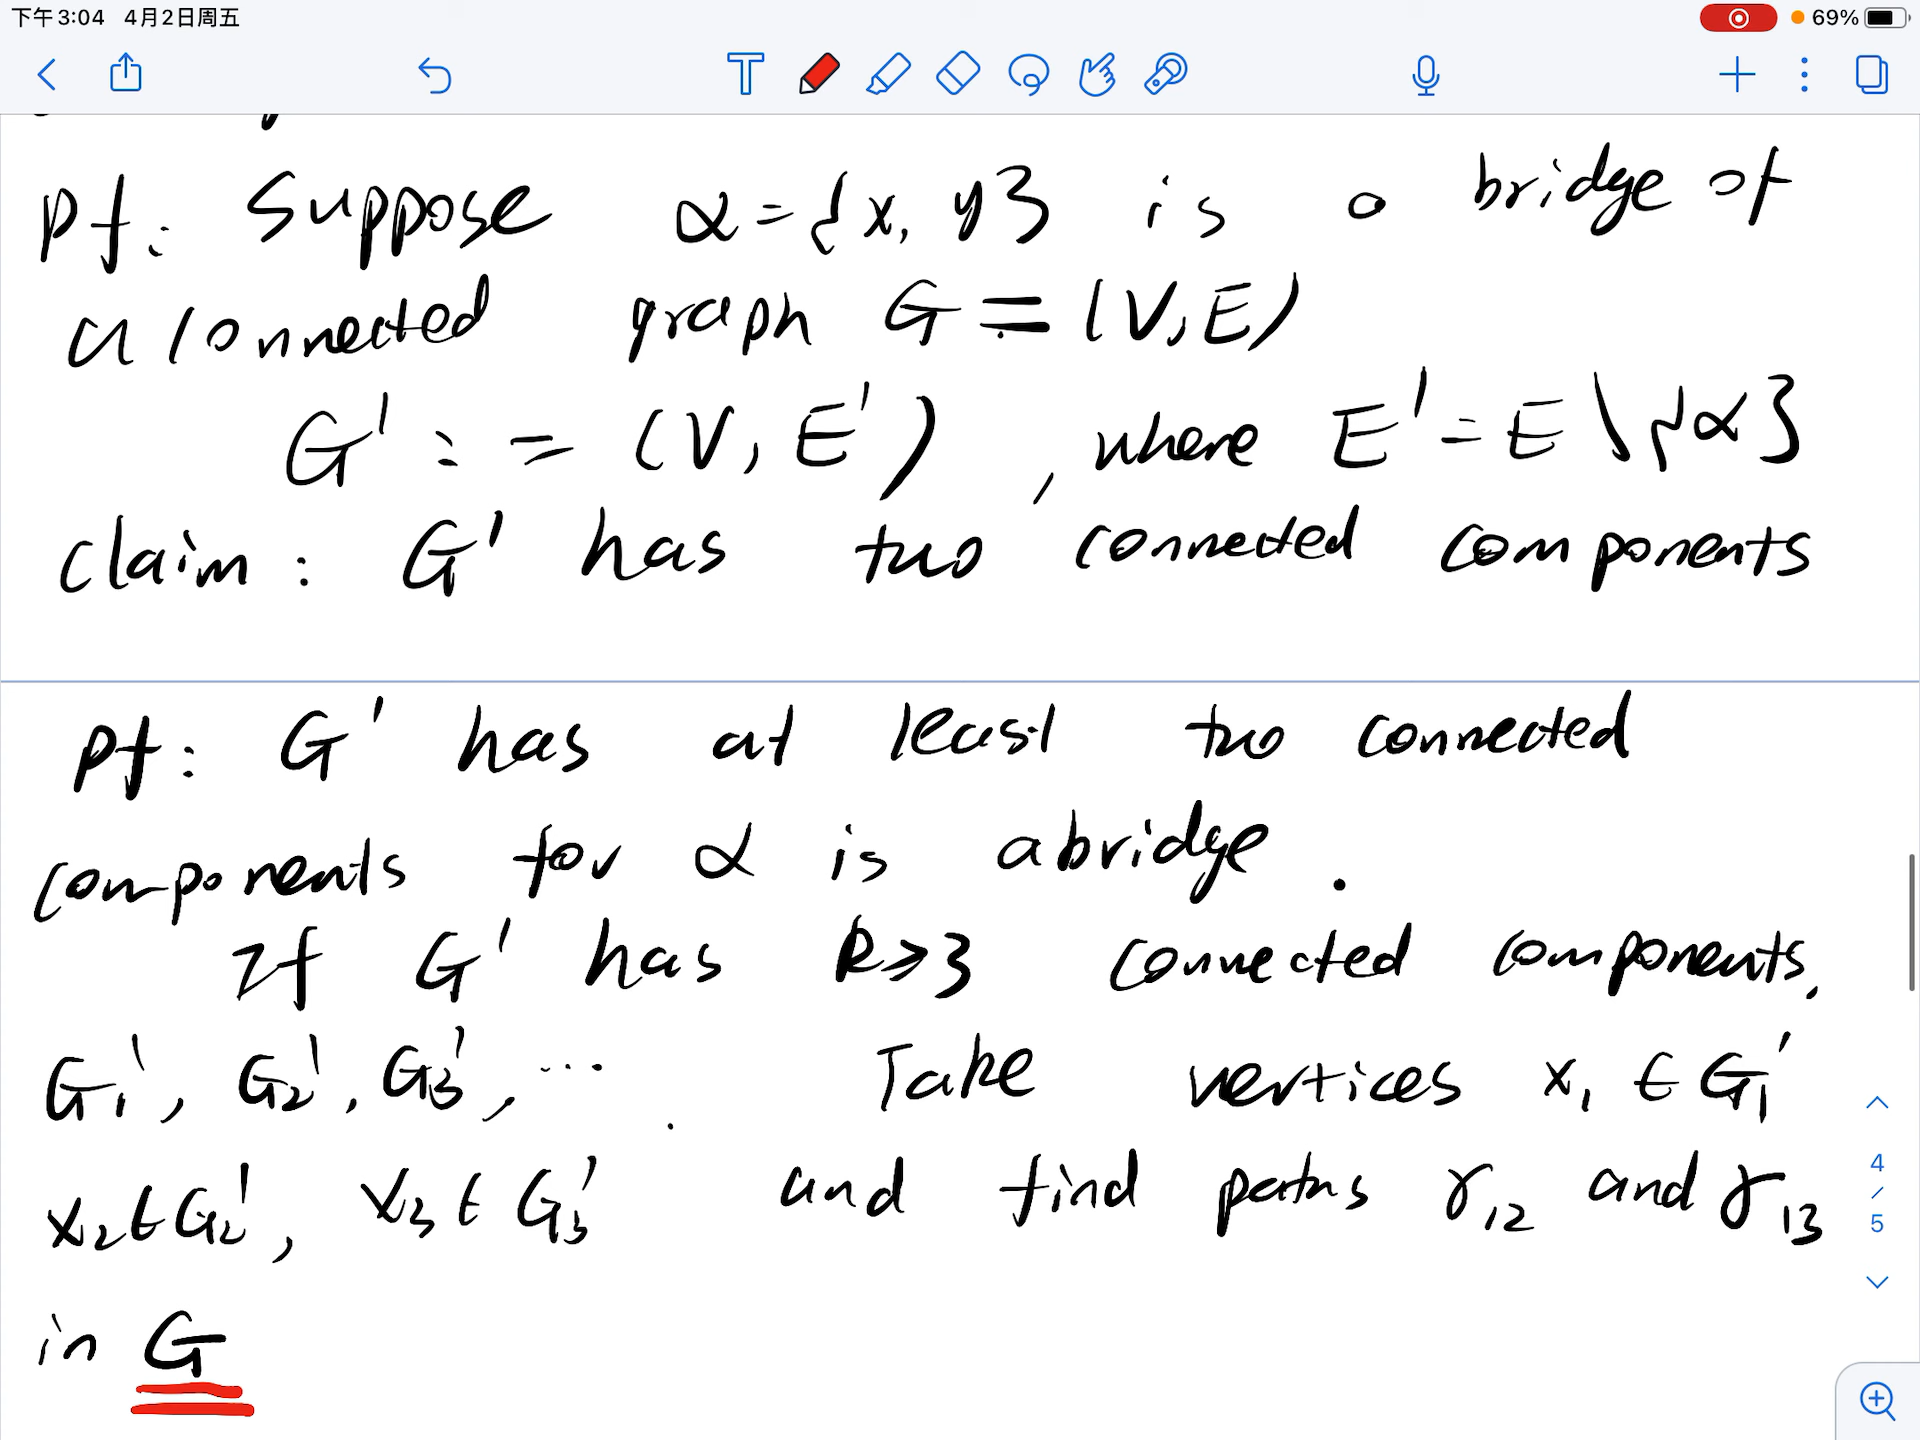 下午3:04 4月2日周五
69%
T
pf: Suppose α={x, y} is a bridge of
a connected graph G = (V, E)
G' := (V, E'), where E' = E \ {α}
claim: G' has two connected components
pf: G' has at least two connected
components for α is a bridge.
If G' has k⩾3 connected components,
G₁', G₂', G₃', ... . Take vertices x₁ ∈ G₁'
x₂ ∈ G₂', x₃ ∈ G₃' and find paths γ₁₂ and γ₁₃
in G
4
/
5